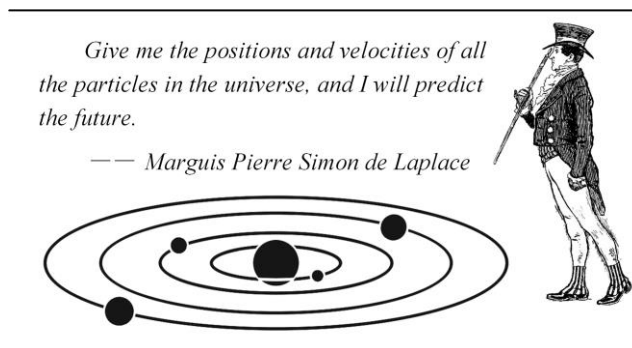 Give me the positions and velocities of all
the particles in the universe, and I will predict
the future.
—— Marguis Pierre Simon de Laplace